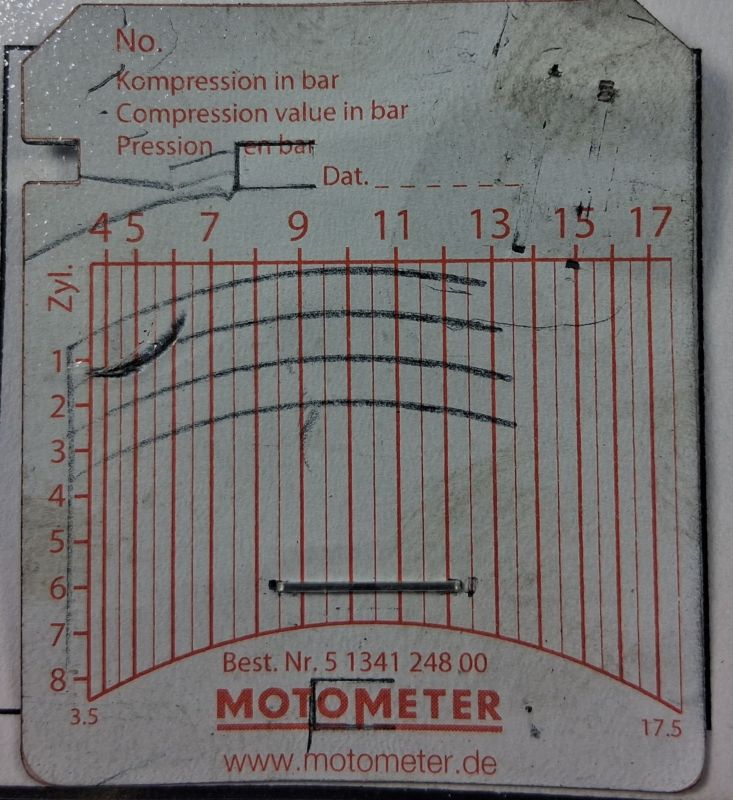 No.
Kompression in bar
Compression value in bar
Pression en bar
Dat. _ _ _ _ _ _ _
4 5 7 9 11 13 15 17
Zyl.
1
2
3
4
5
6
7
8
3.5 17.5
Best. Nr. 5 1341 248 00
MOTOMETER
www.motometer.de